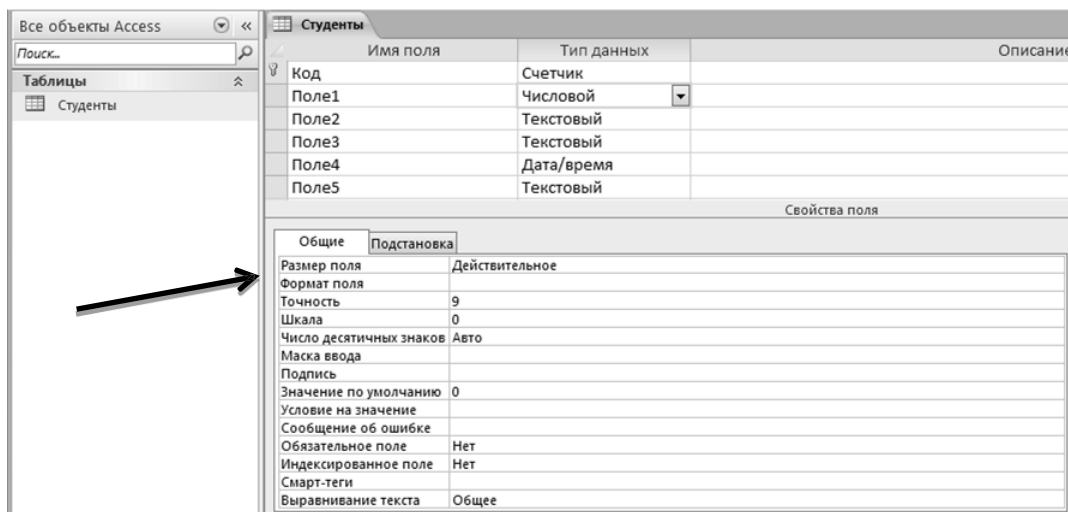 Все объекты Access
Поиск...
Таблицы
Студенты
Студенты
Имя поля Тип данных Описание
Код Счетчик
Поле1 Числовой
Поле2 Текстовый
Поле3 Текстовый
Поле4 Дата/время
Поле5 Текстовый
Свойства поля
Общие Подстановка
Размер поля Действительное
Формат поля
Точность 9
Шкала 0
Число десятичных знаков Авто
Маска ввода
Подпись
Значение по умолчанию 0
Условие на значение
Сообщение об ошибке
Обязательное поле Нет
Индексированное поле Нет
Смарт-теги
Выравнивание текста Общее